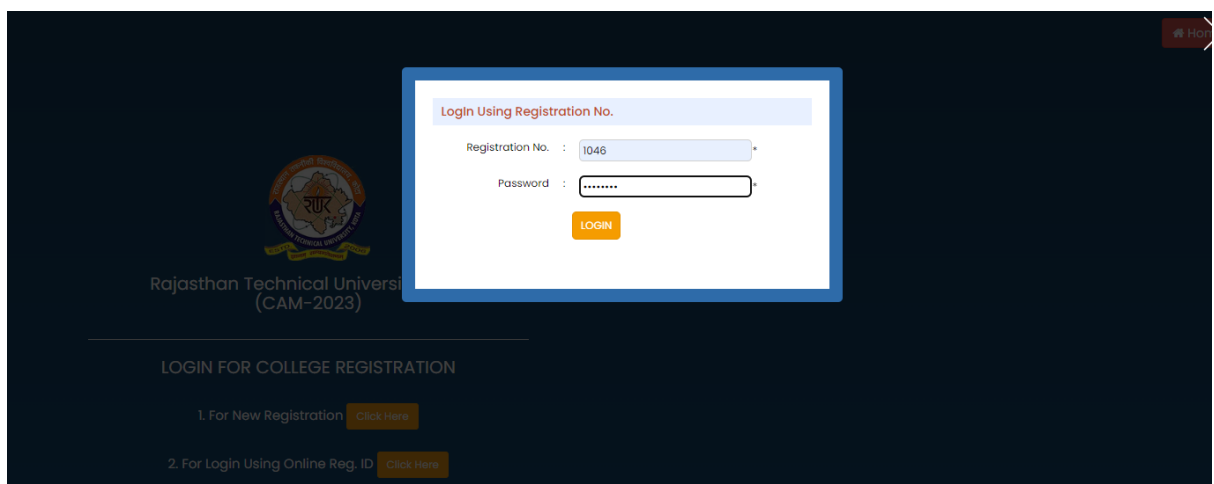 Hom
LogIn Using Registration No.
Registration No. : 1046 *
Password : •••••••• *
LOGIN
राज
Rajasthan Technical Universi
(CAM-2023)
LOGIN FOR COLLEGE REGISTRATION
1. For New Registration Click Here
2. For Login Using Online Reg. ID Click Here